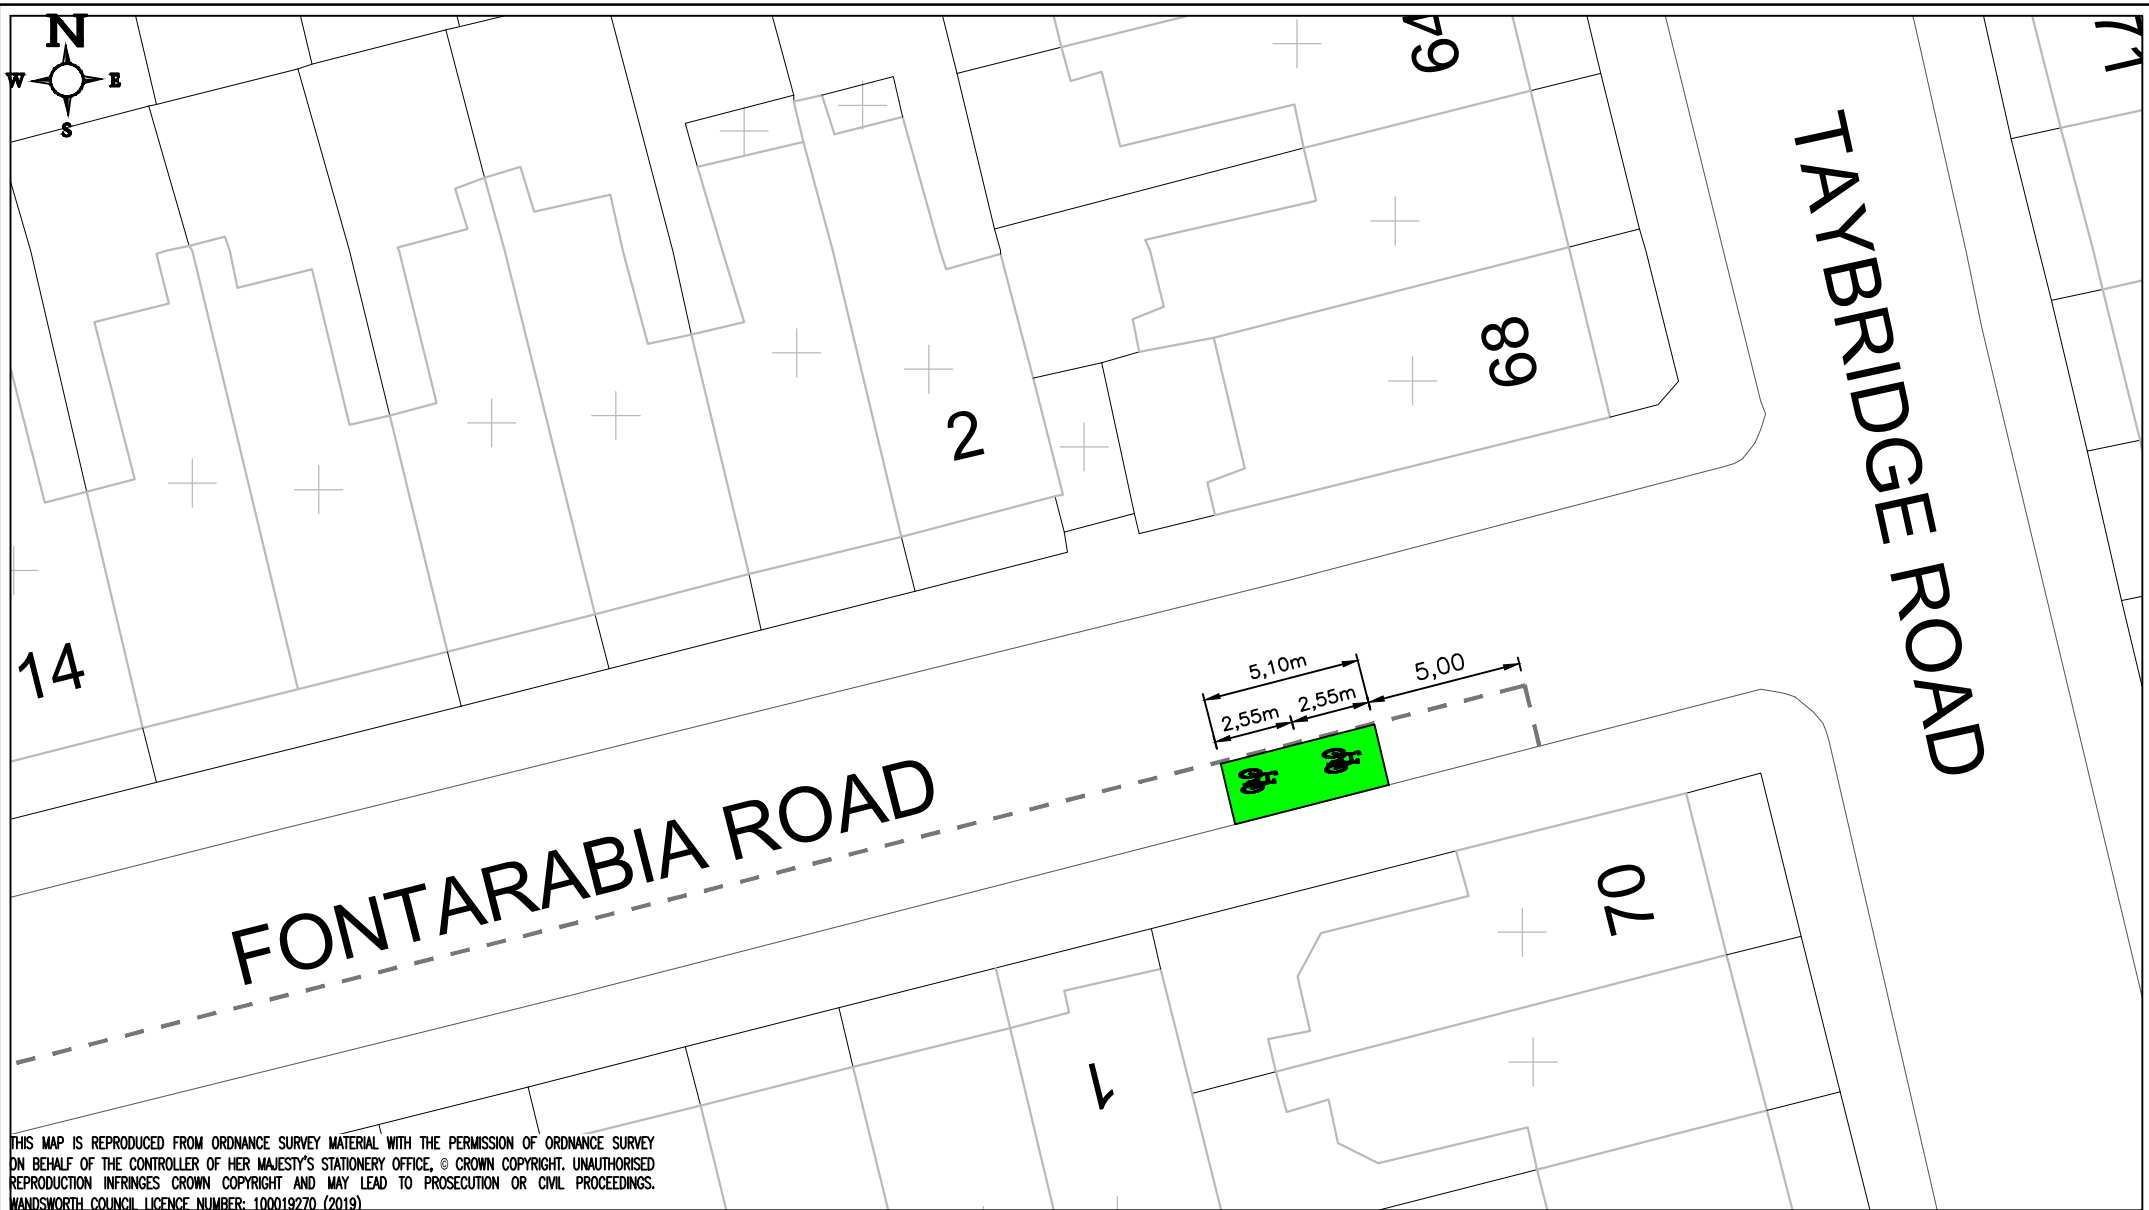 N
W E
S
71
68
TAYBRIDGE ROAD
2
14
5,10m
5,00
2,55m
2,55m
FONTARABIA ROAD
70
1
THIS MAP IS REPRODUCED FROM ORDNANCE SURVEY MATERIAL WITH THE PERMISSION OF ORDNANCE SURVEY
ON BEHALF OF THE CONTROLLER OF HER MAJESTY'S STATIONERY OFFICE, © CROWN COPYRIGHT. UNAUTHORISED
REPRODUCTION INFRINGES CROWN COPYRIGHT AND MAY LEAD TO PROSECUTION OR CIVIL PROCEEDINGS.
WANDSWORTH COUNCIL LICENCE NUMBER: 100019270 (2019)